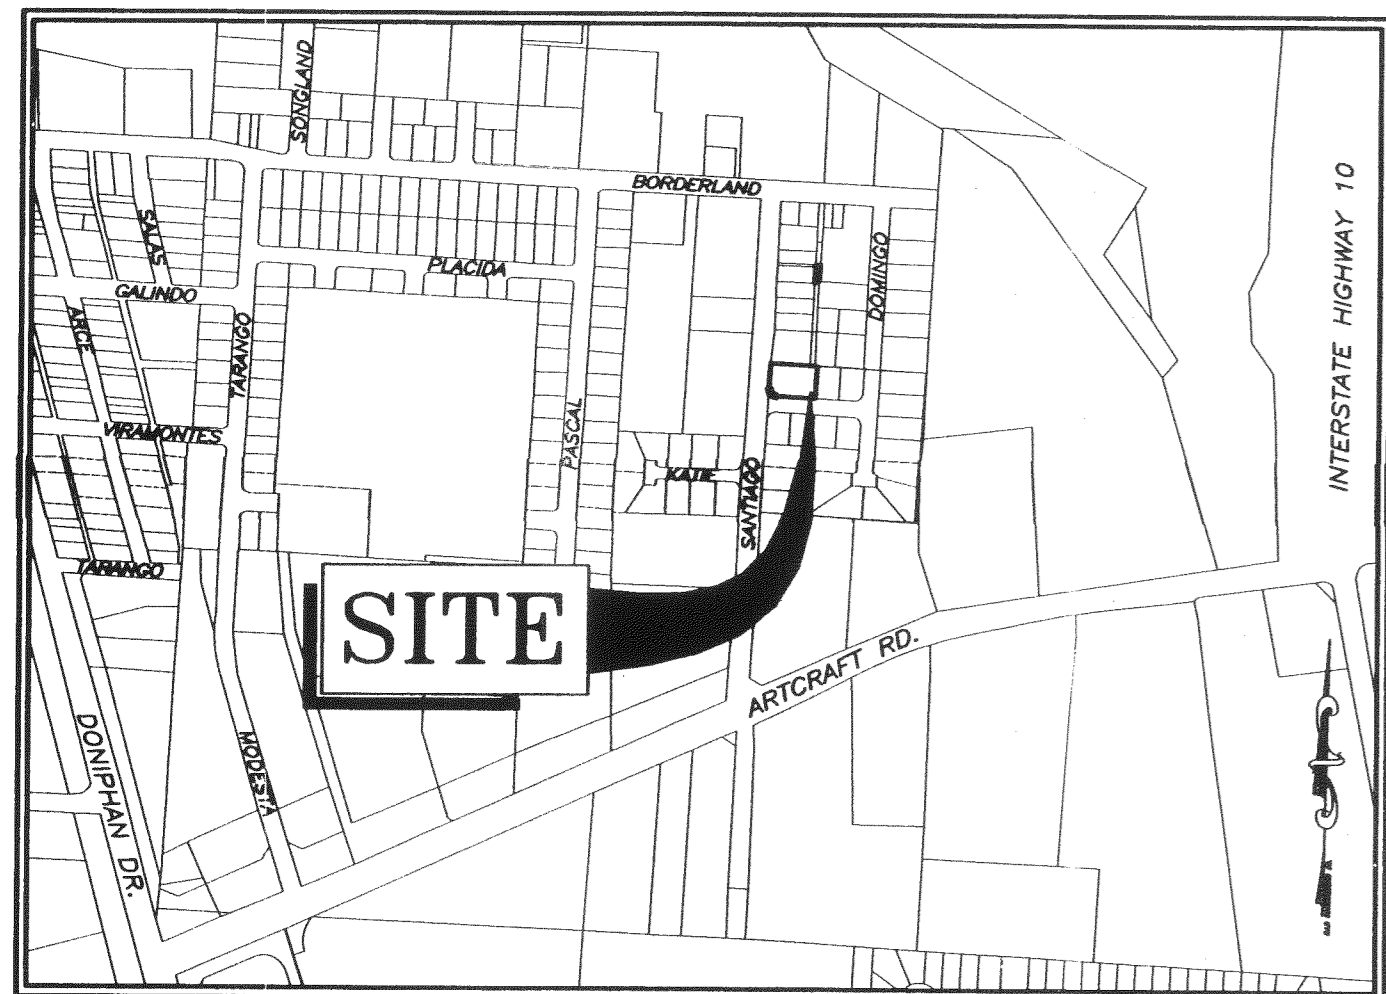 SONGLAND
BORDERLAND
INTERSTATE HIGHWAY 10
SALAS
DOMINGO
PLACIDA
GALINDO
ARCE
TARANGO
PASCAL
VIRAMONTES
KATIE
SANTIAGO
TARANGO
SITE
ARTCRAFT RD.
DONIPHAN DR.
MODESTA